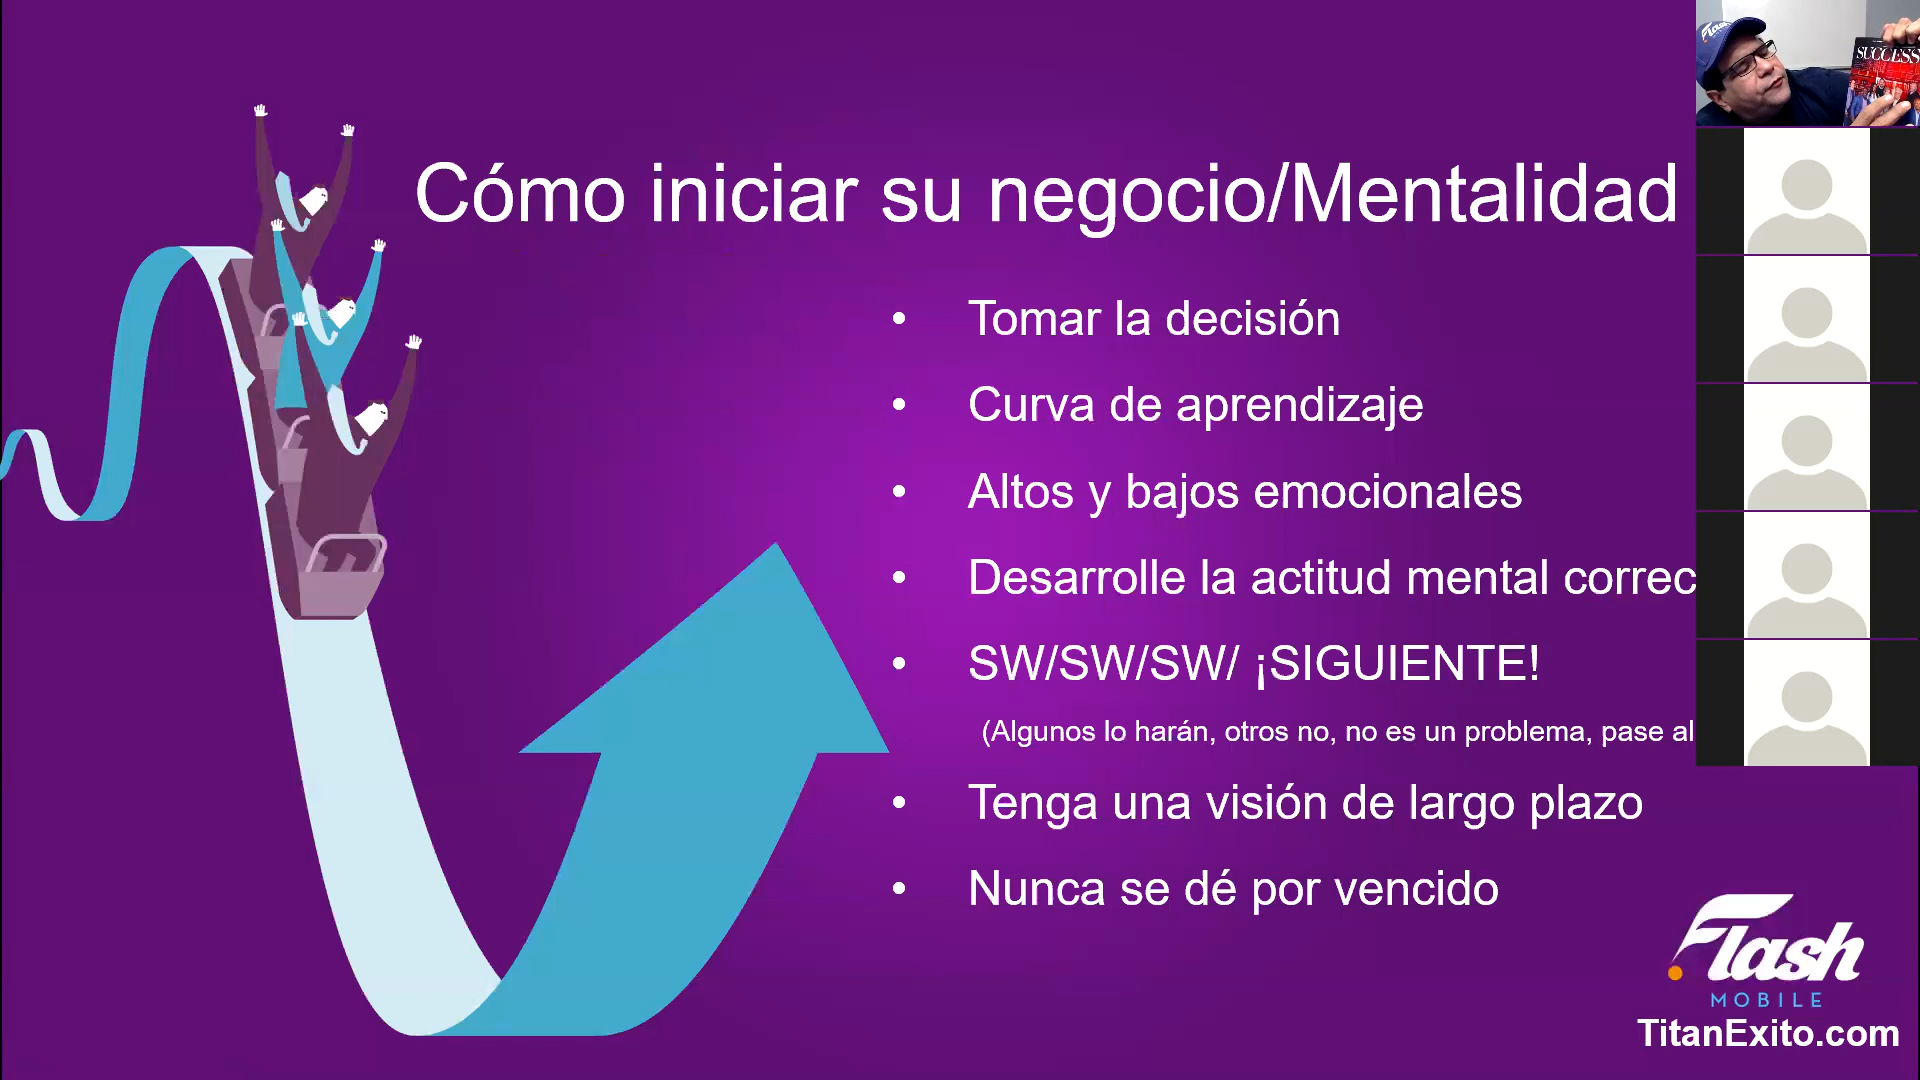 Cómo iniciar su negocio/Mentalidad
• Tomar la decisión
• Curva de aprendizaje
• Altos y bajos emocionales
• Desarrolle la actitud mental correc
• SW/SW/SW/ ¡SIGUIENTE!
(Algunos lo harán, otros no, no es un problema, pase al
• Tenga una visión de largo plazo
• Nunca se dé por vencido
Flash
MOBILE
TitanExito.com
Flash
SUCCESS